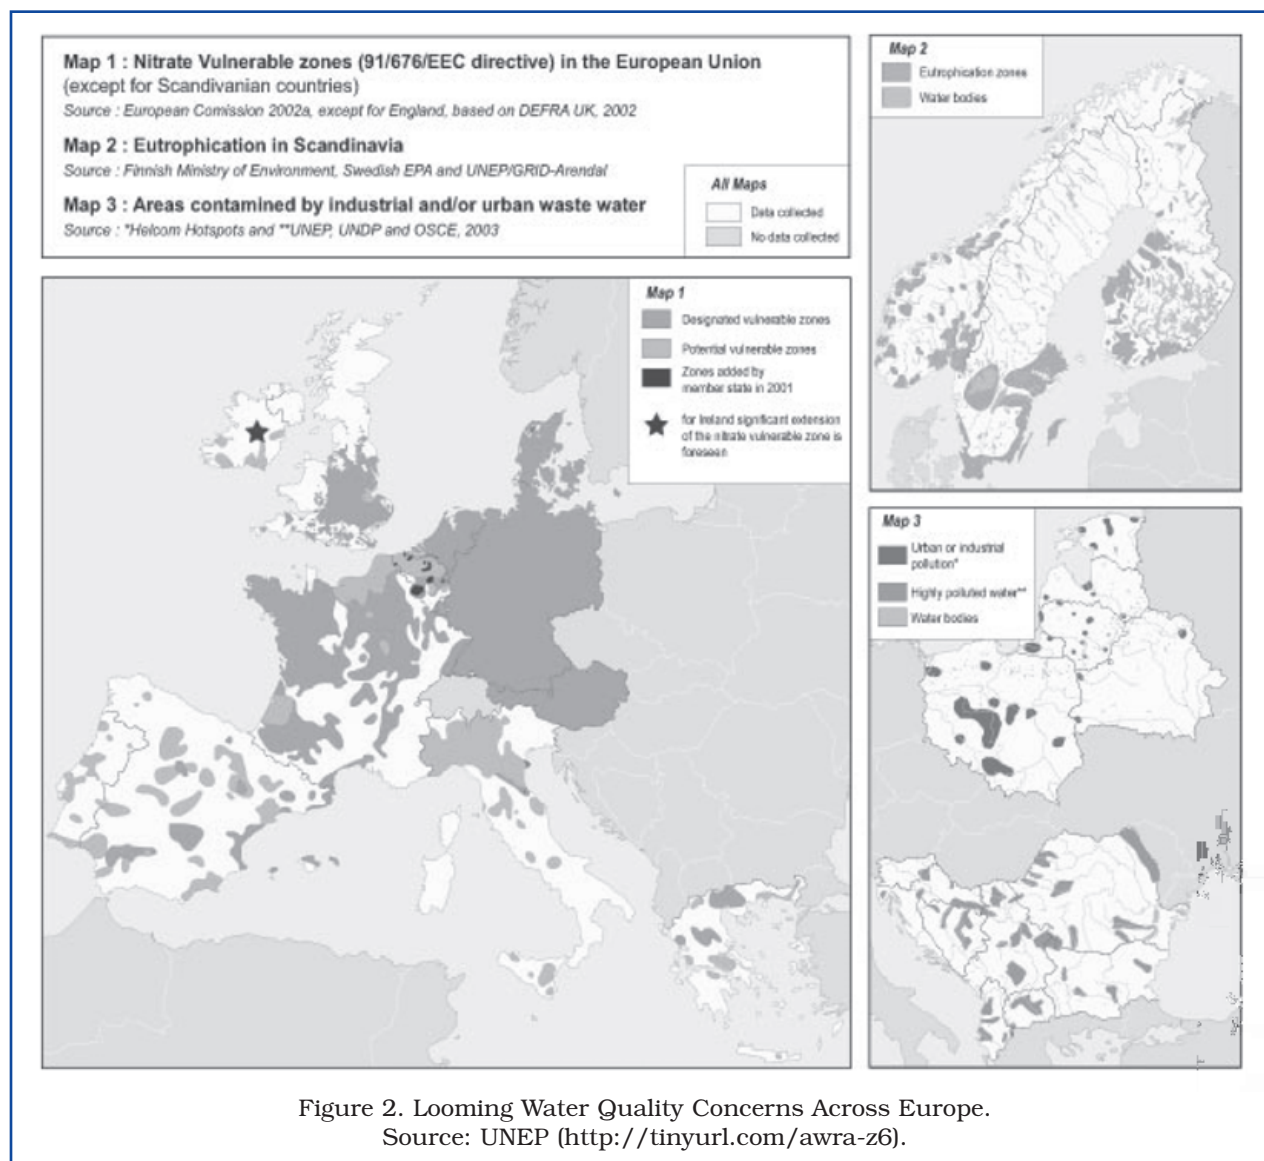 Map 1 : Nitrate Vulnerable zones (91/676/EEC directive) in the European Union
(except for Scandivanian countries)
Source : European Comission 2002a, except for England, based on DEFRA UK, 2002
Map 2 : Eutrophication in Scandinavia
Source : Finnish Ministry of Environment, Swedish EPA and UNEP/GRID-Arendal
Map 3 : Areas contamined by industrial and/or urban waste water
Source : *Helcom Hotspots and **UNEP, UNDP and OSCE, 2003
All Maps
Data collected
No data collected
Map 2
Eutrophication zones
Water bodies
Map 1
Designated vulnerable zones
Potential vulnerable zones
Zones added by
member state in 2001
for Ireland significant extension
of the nitrate vulnerable zone is
foreseen
Map 3
Urban or industrial
pollution*
Highly polluted water**
Water bodies
Figure 2. Looming Water Quality Concerns Across Europe.
Source: UNEP (http://tinyurl.com/awra-z6).